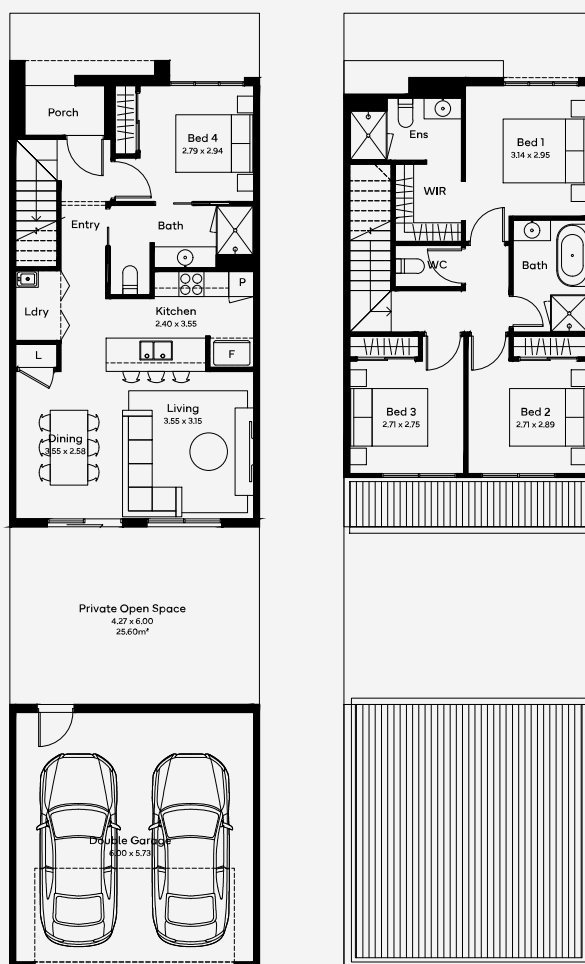 Porch
Bed 4
2.79 x 2.94
Entry
Bath
P
Ldry
Kitchen
2.40 x 3.55
L
F
Living
3.55 x 3.15
Dining
3.55 x 2.58
Private Open Space
4.27 x 6.00
25.60m²
Double Garage
6.00 x 5.73
Ens
Bed 1
3.14 x 2.95
WIR
WC
Bath
Bed 3
2.71 x 2.75
Bed 2
2.71 x 2.89